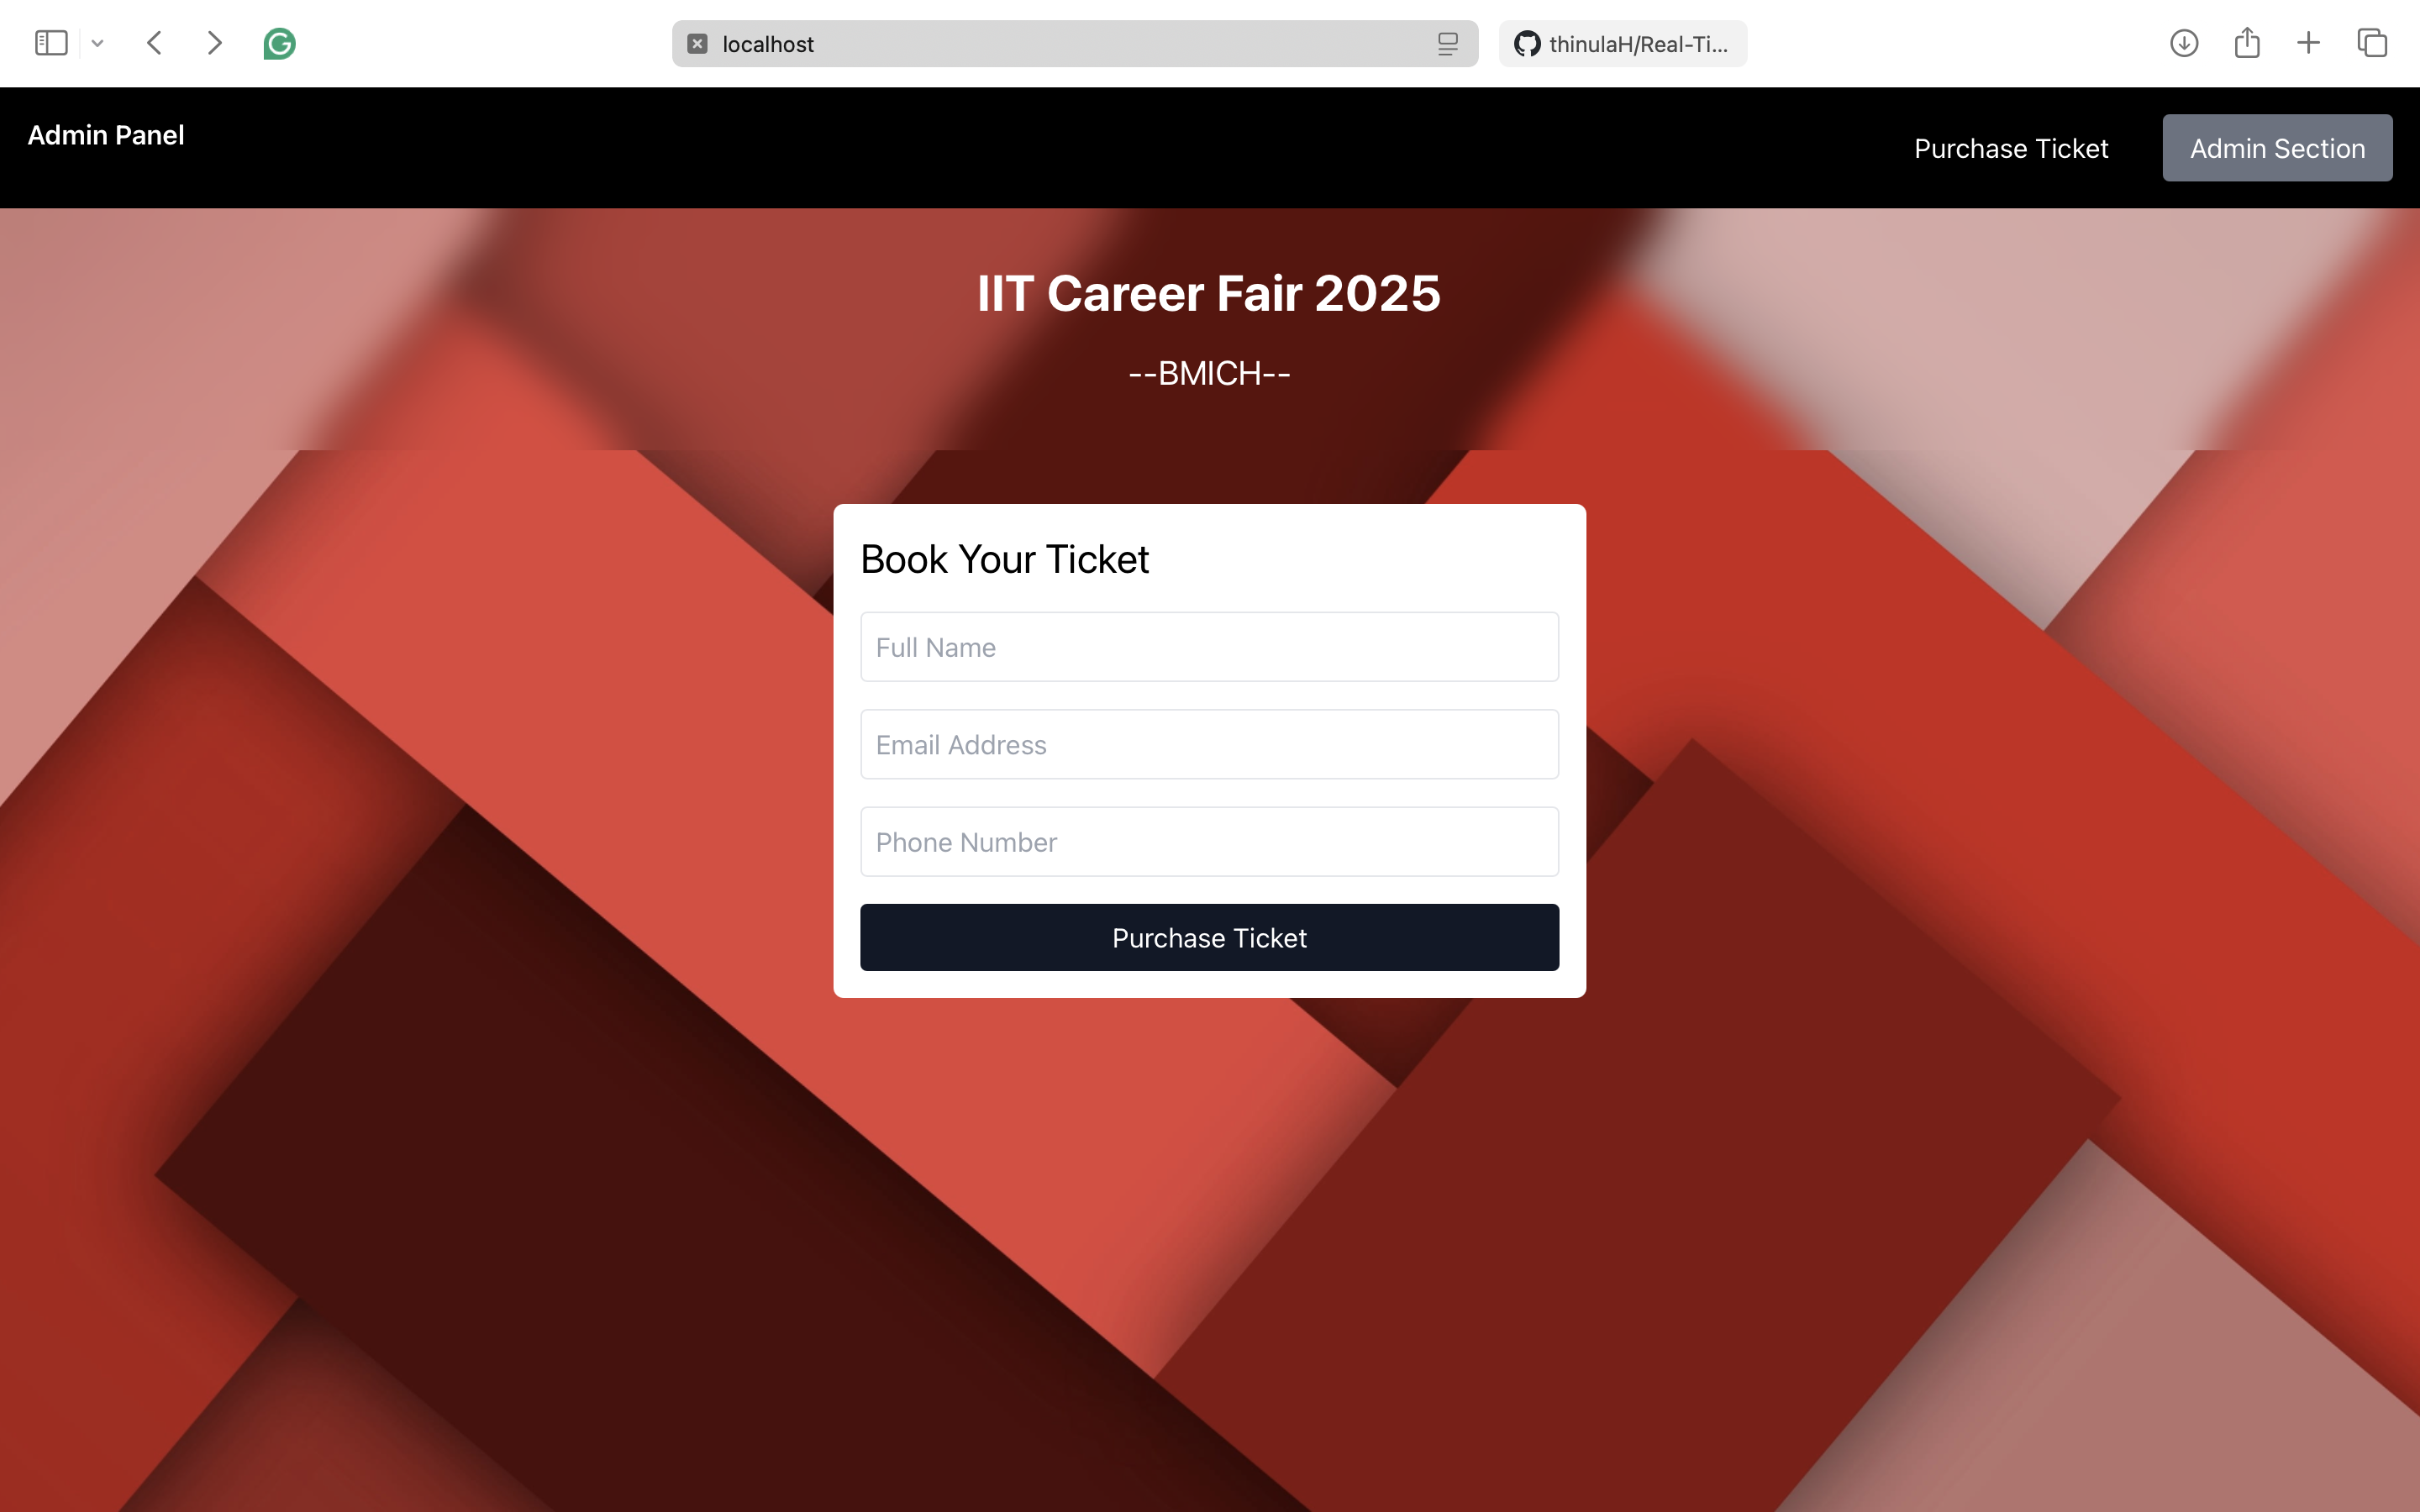 localhost
thinulaH/Real-Ti...
Admin Panel
Purchase Ticket
Admin Section
IIT Career Fair 2025
--BMICH--
Book Your Ticket
Full Name
Email Address
Phone Number
Purchase Ticket